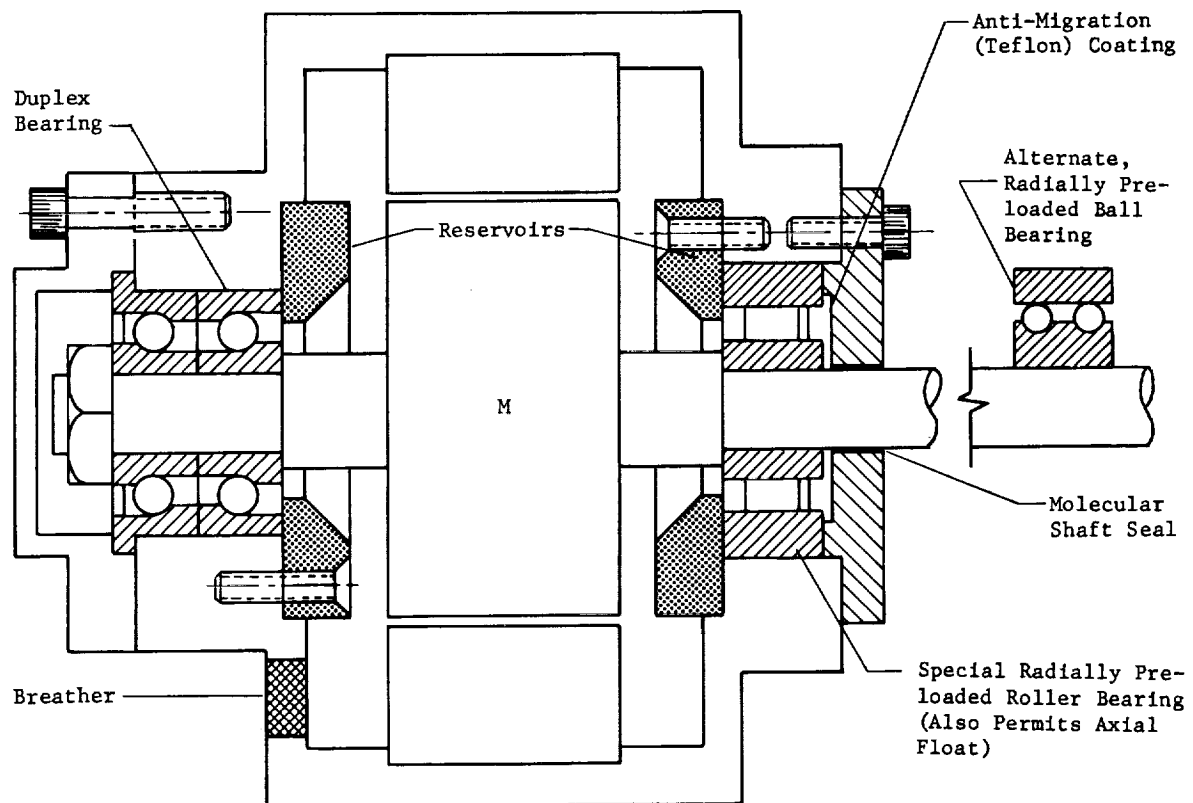 Anti-Migration
(Teflon) Coating
Duplex
Bearing
Alternate,
Radially Pre-
loaded Ball
Bearing
Reservoirs
M
Molecular
Shaft Seal
Breather
Special Radially Pre-
loaded Roller Bearing
(Also Permits Axial
Float)